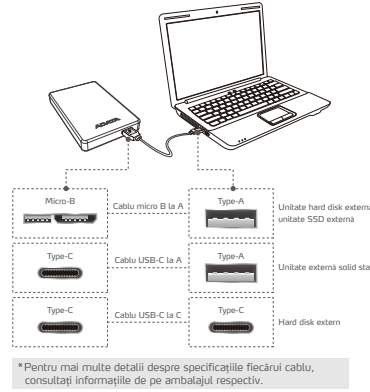 ADATA
Micro-B Cablu micro B la A Type-A Unitate hard disk externă
unitate SSD externă
Type-C Cablu USB-C la A Type-A Unitate externă solid
Type-C Cablu USB-C la C Type-C Hard disk extern
*Pentru mai multe detalii despre specificațiile fiecărui cablu,
consultați informațiile de pe ambalajul respectiv.